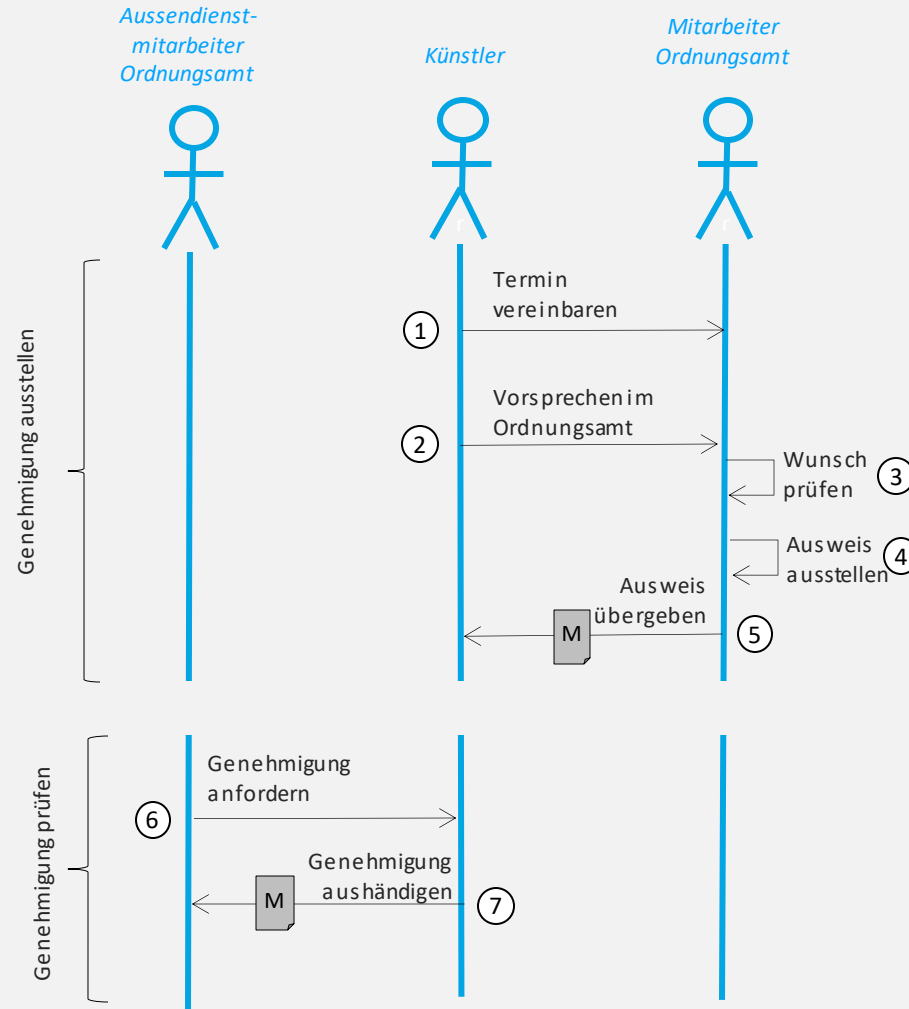 Aussendienst-
mitarbeiter
Ordnungsamt
Künstler
Mitarbeiter
Ordnungsamt
Genehmigung ausstellen
Termin
vereinbaren
1
Vorsprechen im
Ordnungsamt
2
Wunsch
prüfen
3
Ausweis
ausstellen
4
Ausweis
übergeben
M
5
Genehmigung prüfen
Genehmigung
anfordern
6
Genehmigung
aushändigen
M
7